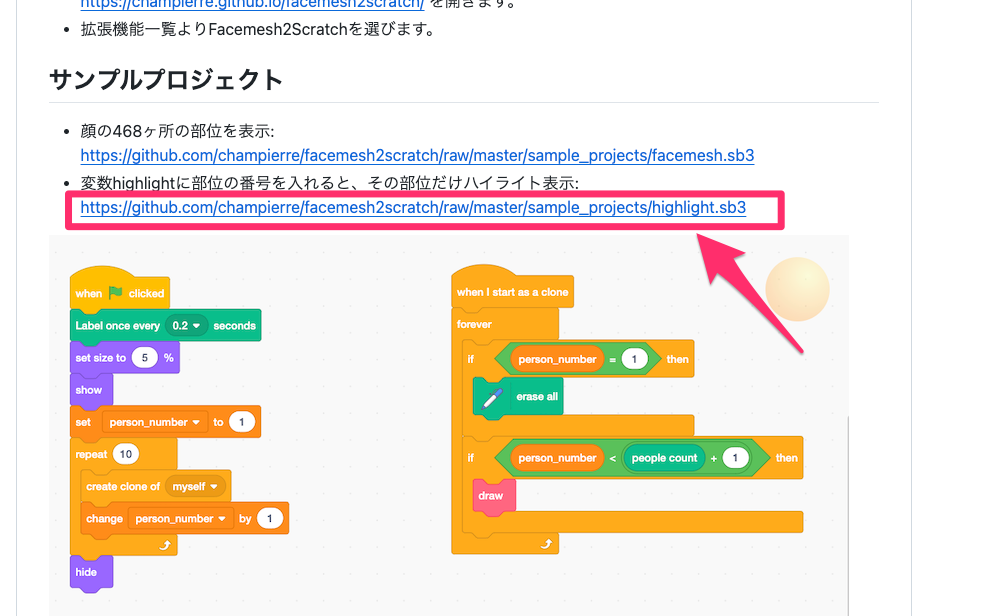 https://champierre.github.io/facemesh2scratch/ を開きます。
拡張機能一覧よりFacemesh2Scratchを選びます。
サンプルプロジェクト
顔の468ヶ所の部位を表示:
https://github.com/champierre/facemesh2scratch/raw/master/sample_projects/facemesh.sb3
変数highlightに部位の番号を入れると、その部位だけハイライト表示:
https://github.com/champierre/facemesh2scratch/raw/master/sample_projects/highlight.sb3
when clicked
Label once every 0.2 seconds
set size to 5 %
show
set person_number to 1
repeat 10
create clone of myself
change person_number by 1
hide
when I start as a clone
forever
if person_number = 1 then
erase all
if person_number < people count + 1 then
draw